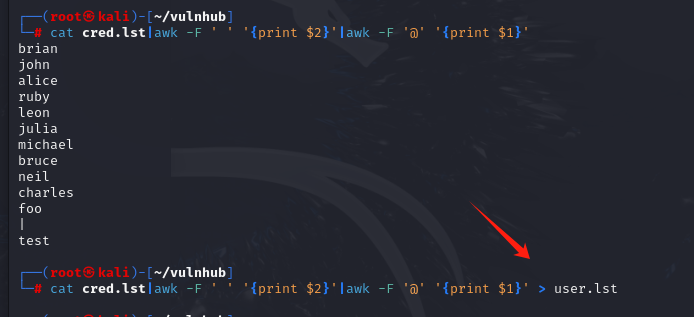 ┌──(root㉿kali)-[~/vulnhub]
└─# cat cred.lst|awk -F ' ' '{print $2}'|awk -F '@' '{print $1}'
brian
john
alice
ruby
leon
julia
michael
bruce
neil
charles
foo
|
test
┌──(root㉿kali)-[~/vulnhub]
└─# cat cred.lst|awk -F ' ' '{print $2}'|awk -F '@' '{print $1}' > user.lst